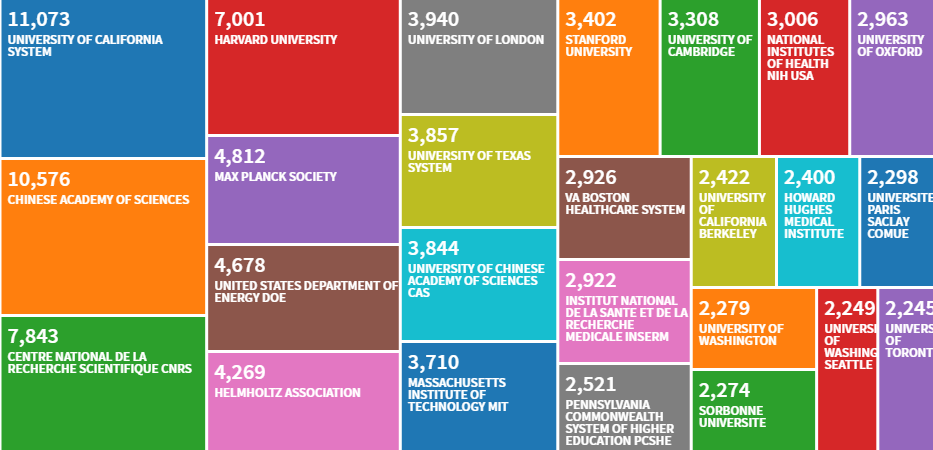 11,073
UNIVERSITY OF CALIFORNIA
SYSTEM
10,576
CHINESE ACADEMY OF SCIENCES
7,843
CENTRE NATIONAL DE LA
RECHERCHE SCIENTIFIQUE CNRS
7,001
HARVARD UNIVERSITY
4,812
MAX PLANCK SOCIETY
4,678
UNITED STATES DEPARTMENT OF
ENERGY DOE
4,269
HELMHOLTZ ASSOCIATION
3,940
UNIVERSITY OF LONDON
3,857
UNIVERSITY OF TEXAS
SYSTEM
3,844
UNIVERSITY OF CHINESE
ACADEMY OF SCIENCES
CAS
3,710
MASSACHUSETTS
INSTITUTE OF
TECHNOLOGY MIT
3,402
STANFORD
UNIVERSITY
3,308
UNIVERSITY OF
CAMBRIDGE
3,006
NATIONAL
INSTITUTES
OF HEALTH
NIH USA
2,963
UNIVERSITY
OF OXFORD
2,926
VA BOSTON
HEALTHCARE SYSTEM
2,922
INSTITUT NATIONAL
DE LA SANTE ET DE LA
RECHERCHE
MEDICALE INSERM
2,521
PENNSYLVANIA
COMMONWEALTH
SYSTEM OF HIGHER
EDUCATION PCSHE
2,422
UNIVERSITY
OF
CALIFORNIA
BERKELEY
2,400
HOWARD
HUGHES
MEDICAL
INSTITUTE
2,298
UNIVERSITE
PARIS
SACLAY
COMUE
2,279
UNIVERSITY OF
WASHINGTON
2,274
SORBONNE
UNIVERSITE
2,249
UNIVERSI
OF
WASHING
SEATTLE
2,245
UNIVERS
OF
TORONT